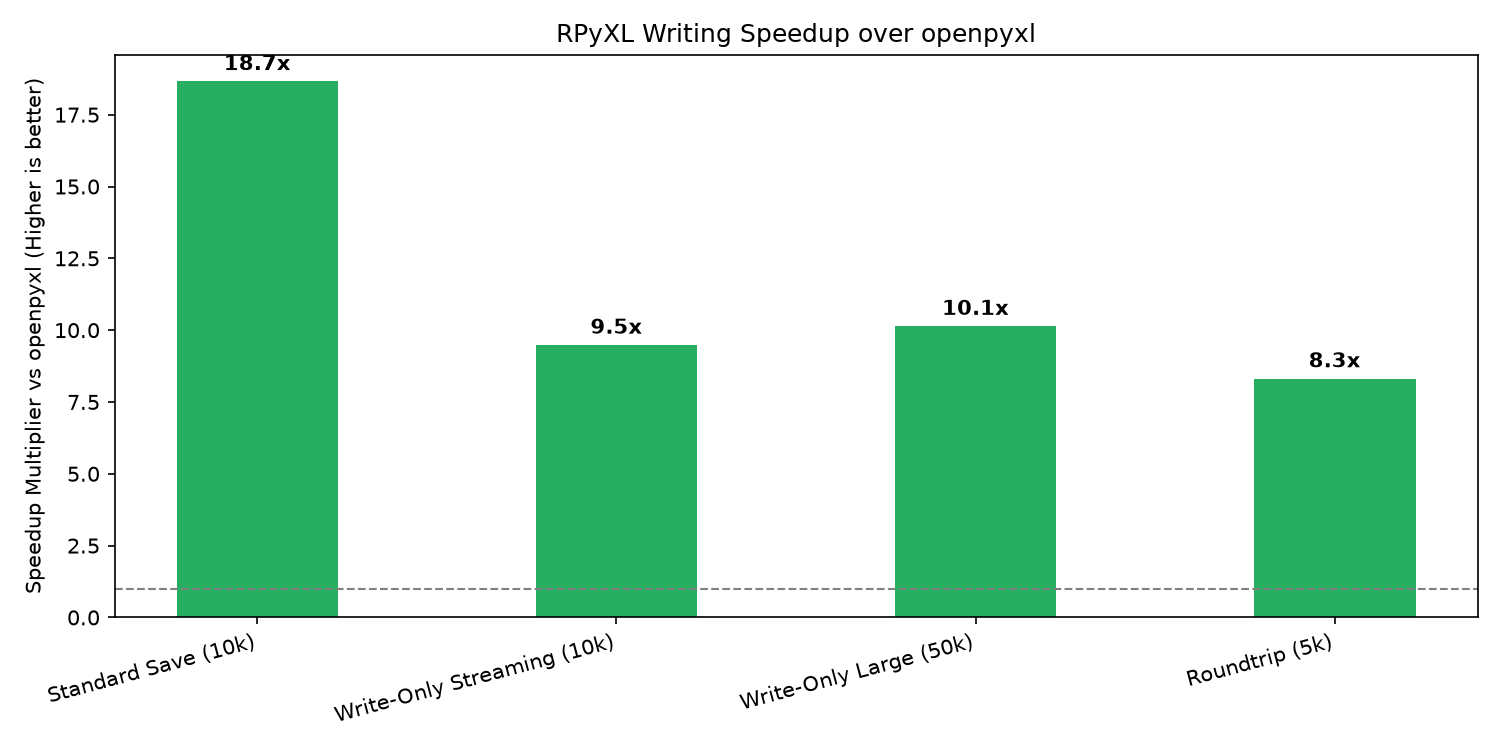 RPyXL Writing Speedup over openpyxl
Speedup Multiplier vs openpyxl (Higher is better)
17.5
15.0
12.5
10.0
7.5
5.0
2.5
0.0
18.7x
9.5x
10.1x
8.3x
Standard Save (10k)
Write-Only Streaming (10k)
Write-Only Large (50k)
Roundtrip (5k)